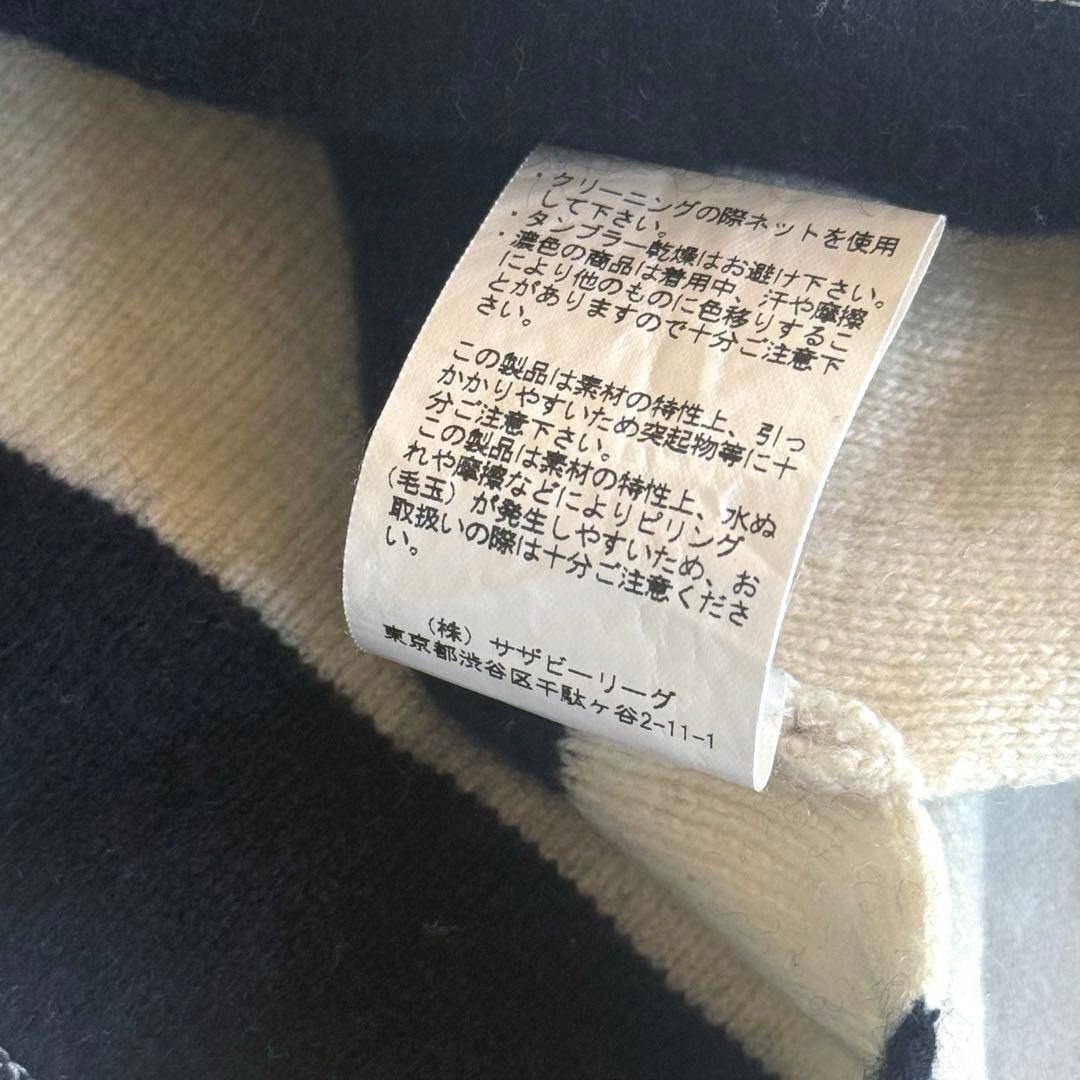 ・クリーニングの際ネットを使用
して下さい。
・タンブラー乾燥はお避け下さい。
・濃色の商品は着用中、汗や摩擦
により他のものに色移りするこ
とがありますので十分ご注意下
さい。
この製品は素材の特性上、引っ
かかりやすいため突起物等に十
分ご注意下さい。
この製品は素材の特性上、水ぬ
れや摩擦などによりピリング
(毛玉)が発生しやすいため、お
取扱いの際は十分ご注意くださ
い。
(株)サザビーリーグ
東京都渋谷区千駄ヶ谷2-11-1